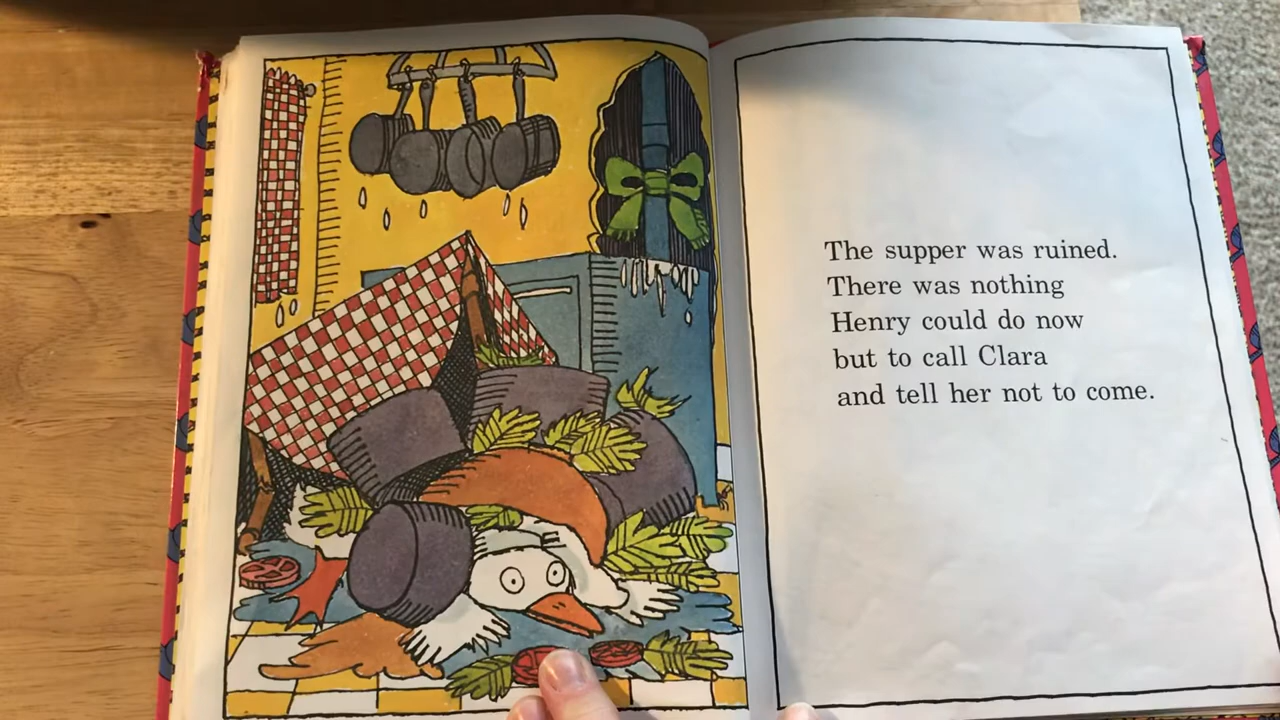 The supper was ruined.
There was nothing
Henry could do now
but to call Clara
and tell her not to come.